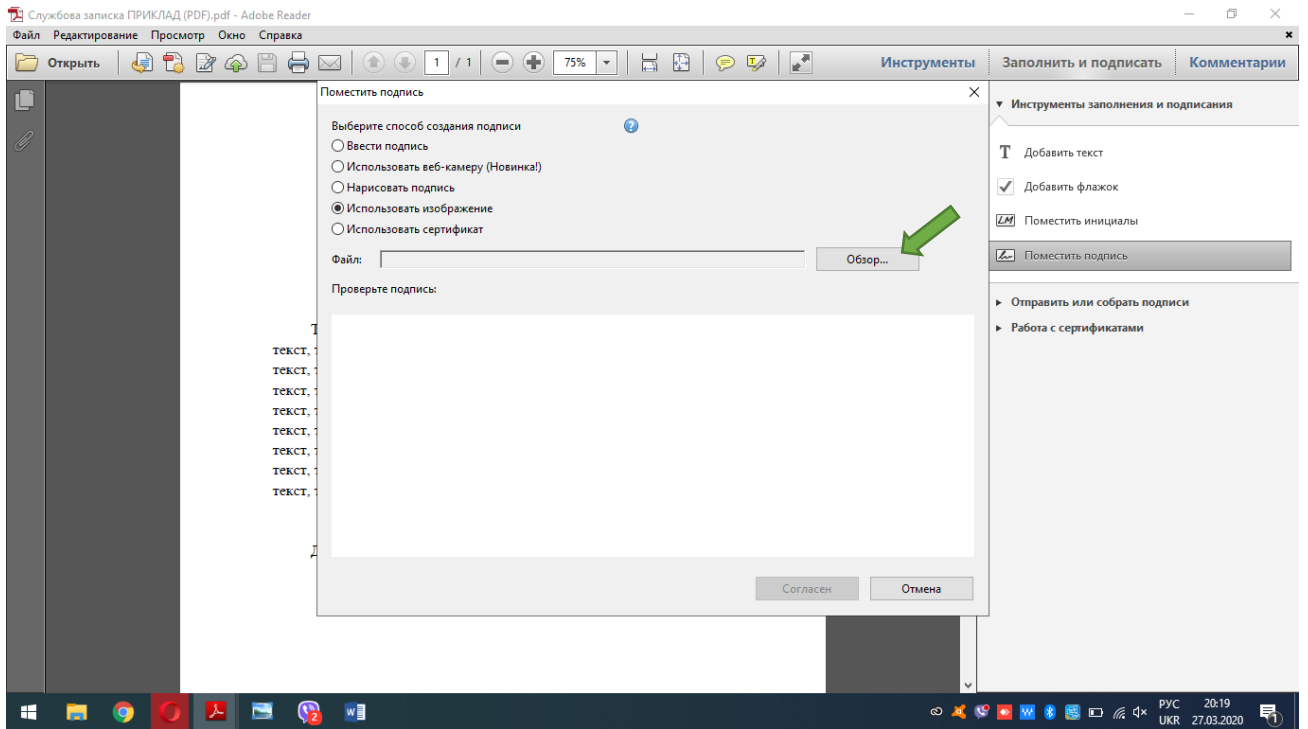 Службова записка ПРИКЛАД (PDF).pdf - Adobe Reader
Файл Редактирование Просмотр Окно Справка
Открыть 1 / 1 75% Инструменты Заполнить и подписать Комментарии
Поместить подпись
Выберите способ создания подписи
Ввести подпись
Использовать веб-камеру (Новинка!)
Нарисовать подпись
Использовать изображение
Использовать сертификат
Файл: Обзор...
Проверьте подпись:
Согласен Отмена
Инструменты заполнения и подписания
T Добавить текст
Добавить флажок
LM Поместить инициалы
Поместить подпись
Отправить или собрать подписи
Работа с сертификатами
текст,
текст,
текст,
текст,
текст,
текст,
текст,
текст,
2
РУС 20:19
UKR 27.03.2020
1